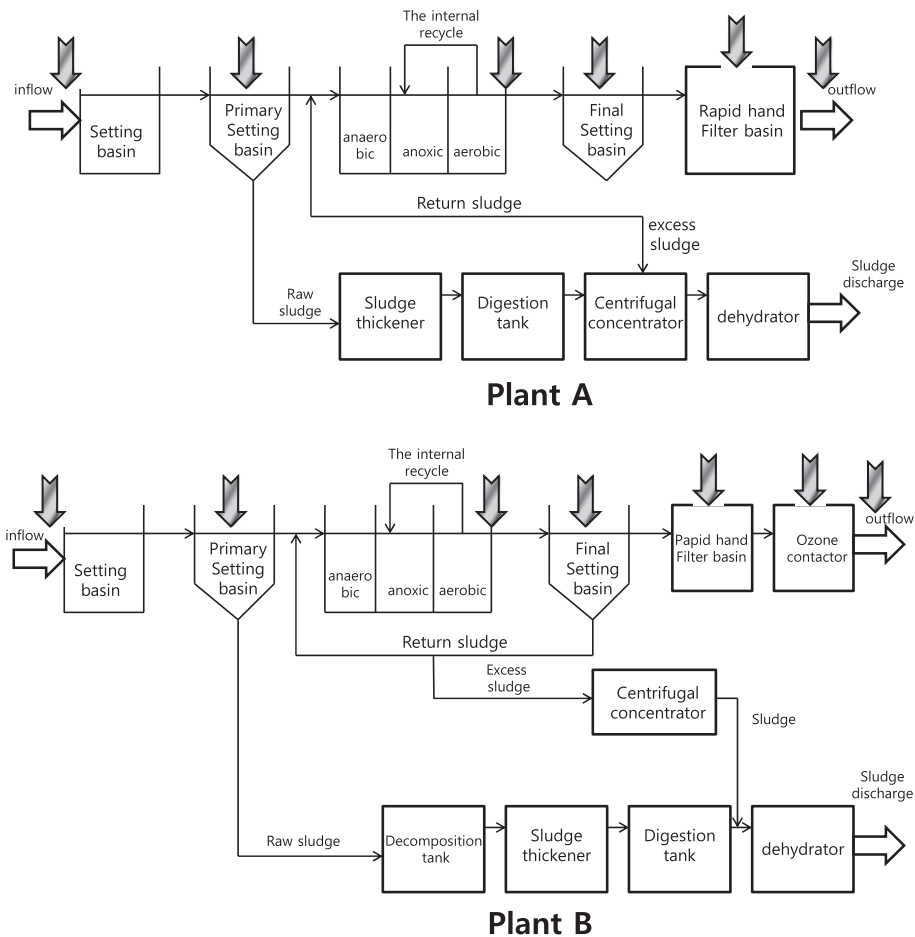 The internal
recycle
inflow
outflow
Setting
basin
Primary
Setting
basin
anaero
bic
anoxic
aerobic
Final
Setting
basin
Rapid hand
Filter basin
Return sludge
excess
sludge
Raw
sludge
Sludge
thickener
Digestion
tank
Centrifugal
concentrator
dehydrator
Sludge
discharge
Plant A
The internal
recycle
inflow
outflow
Setting
basin
Primary
Setting
basin
anaero
bic
anoxic
aerobic
Final
Setting
basin
Papid hand
Filter basin
Ozone
contactor
Return sludge
Excess
sludge
Centrifugal
concentrator
Sludge
Raw sludge
Decomposition
tank
Sludge
thickener
Digestion
tank
dehydrator
Sludge
discharge
Plant B